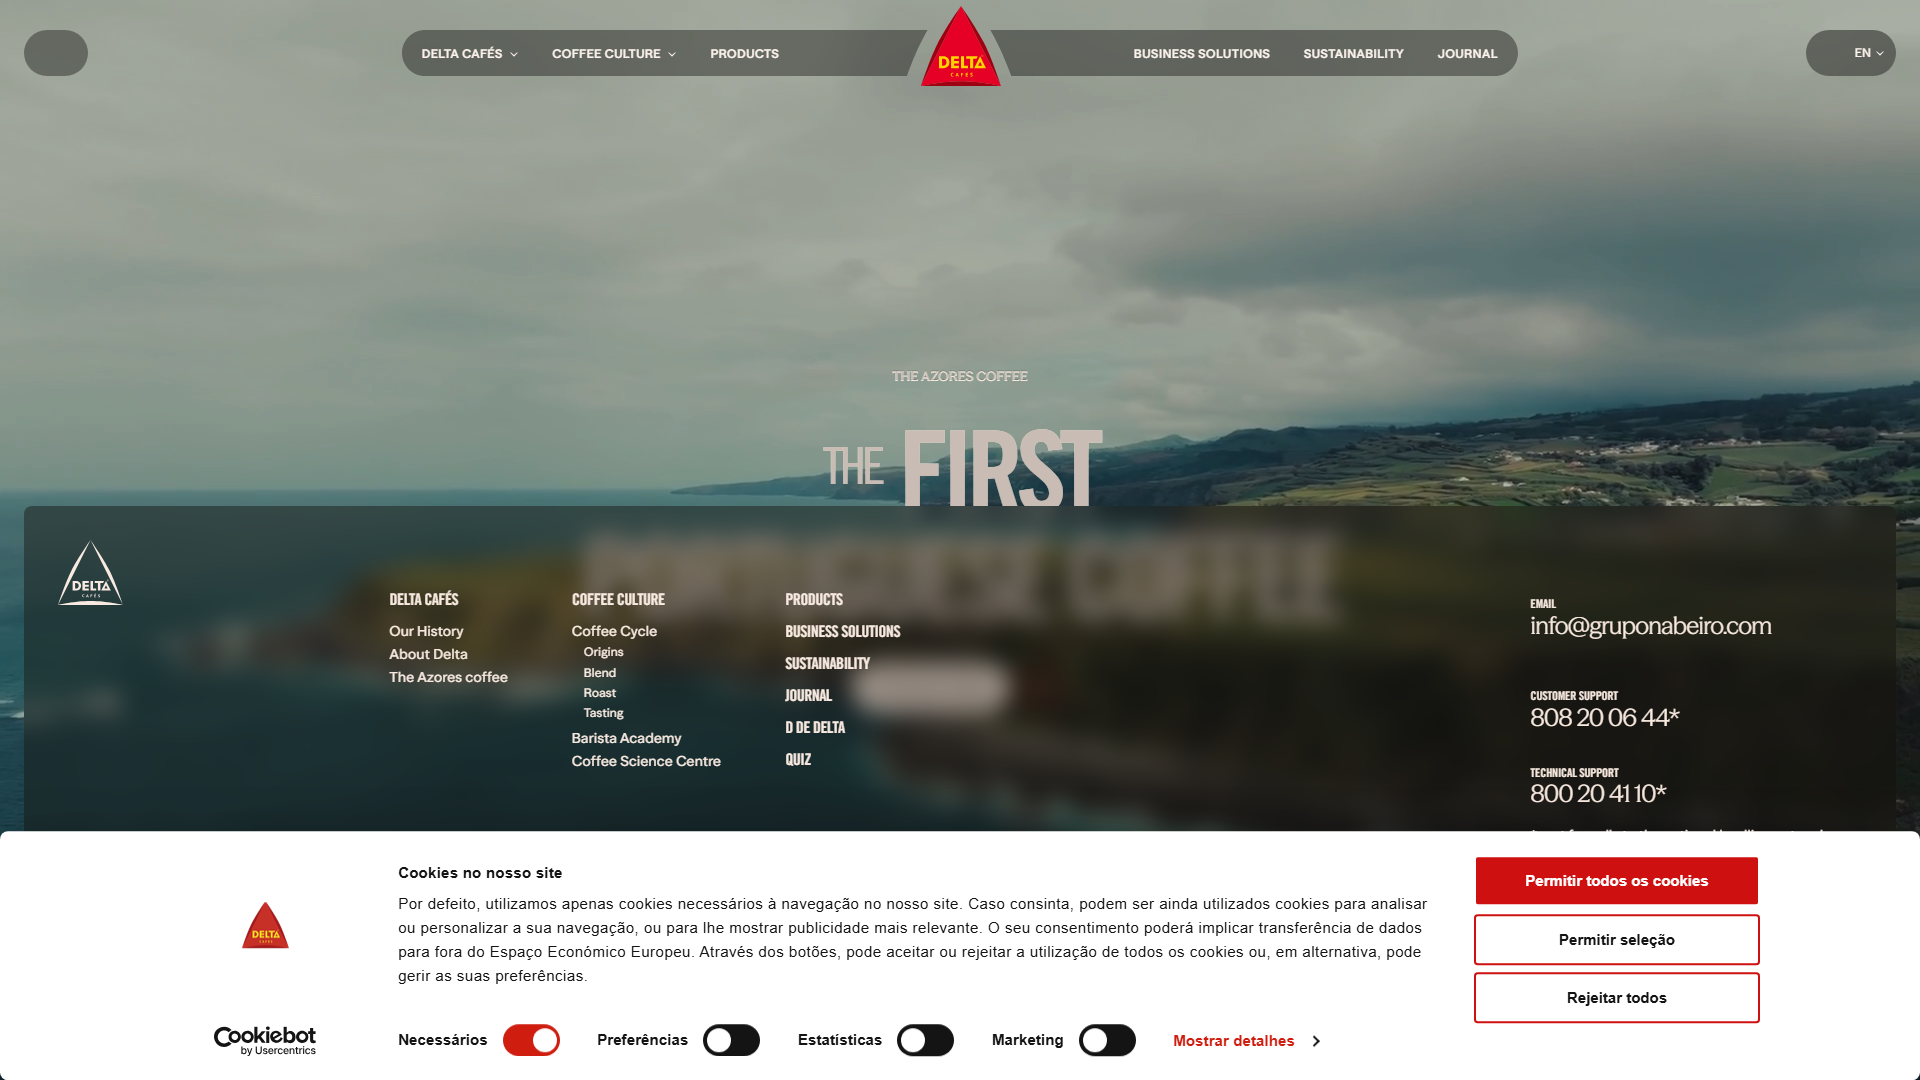 DELTA CAFÉS
COFFEE CULTURE
PRODUCTS
DELTA
CAFÉS
BUSINESS SOLUTIONS
SUSTAINABILITY
JOURNAL
EN
THE AZORES COFFEE
THE FIRST
PORTUGUESE COFFEE
DELTA
CAFÉS
DELTA CAFÉS
Our History
About Delta
The Azores coffee
COFFEE CULTURE
Coffee Cycle
Origins
Blend
Roast
Tasting
Barista Academy
Coffee Science Centre
PRODUCTS
BUSINESS SOLUTIONS
SUSTAINABILITY
JOURNAL
D DE DELTA
QUIZ
EMAIL
info@gruponabeiro.com
CUSTOMER SUPPORT
808 20 06 44*
TECHNICAL SUPPORT
800 20 41 10*
DELTA
CAFÉS
Cookiebot
by Usercentrics
Cookies no nosso site
Por defeito, utilizamos apenas cookies necessários à navegação no nosso site. Caso consinta, podem ser ainda utilizados cookies para analisar
ou personalizar a sua navegação, ou para lhe mostrar publicidade mais relevante. O seu consentimento poderá implicar transferência de dados
para fora do Espaço Económico Europeu. Através dos botões, pode aceitar ou rejeitar a utilização de todos os cookies ou, em alternativa, pode
gerir as suas preferências.
Necessários
Preferências
Estatísticas
Marketing
Mostrar detalhes
Permitir todos os cookies
Permitir seleção
Rejeitar todos